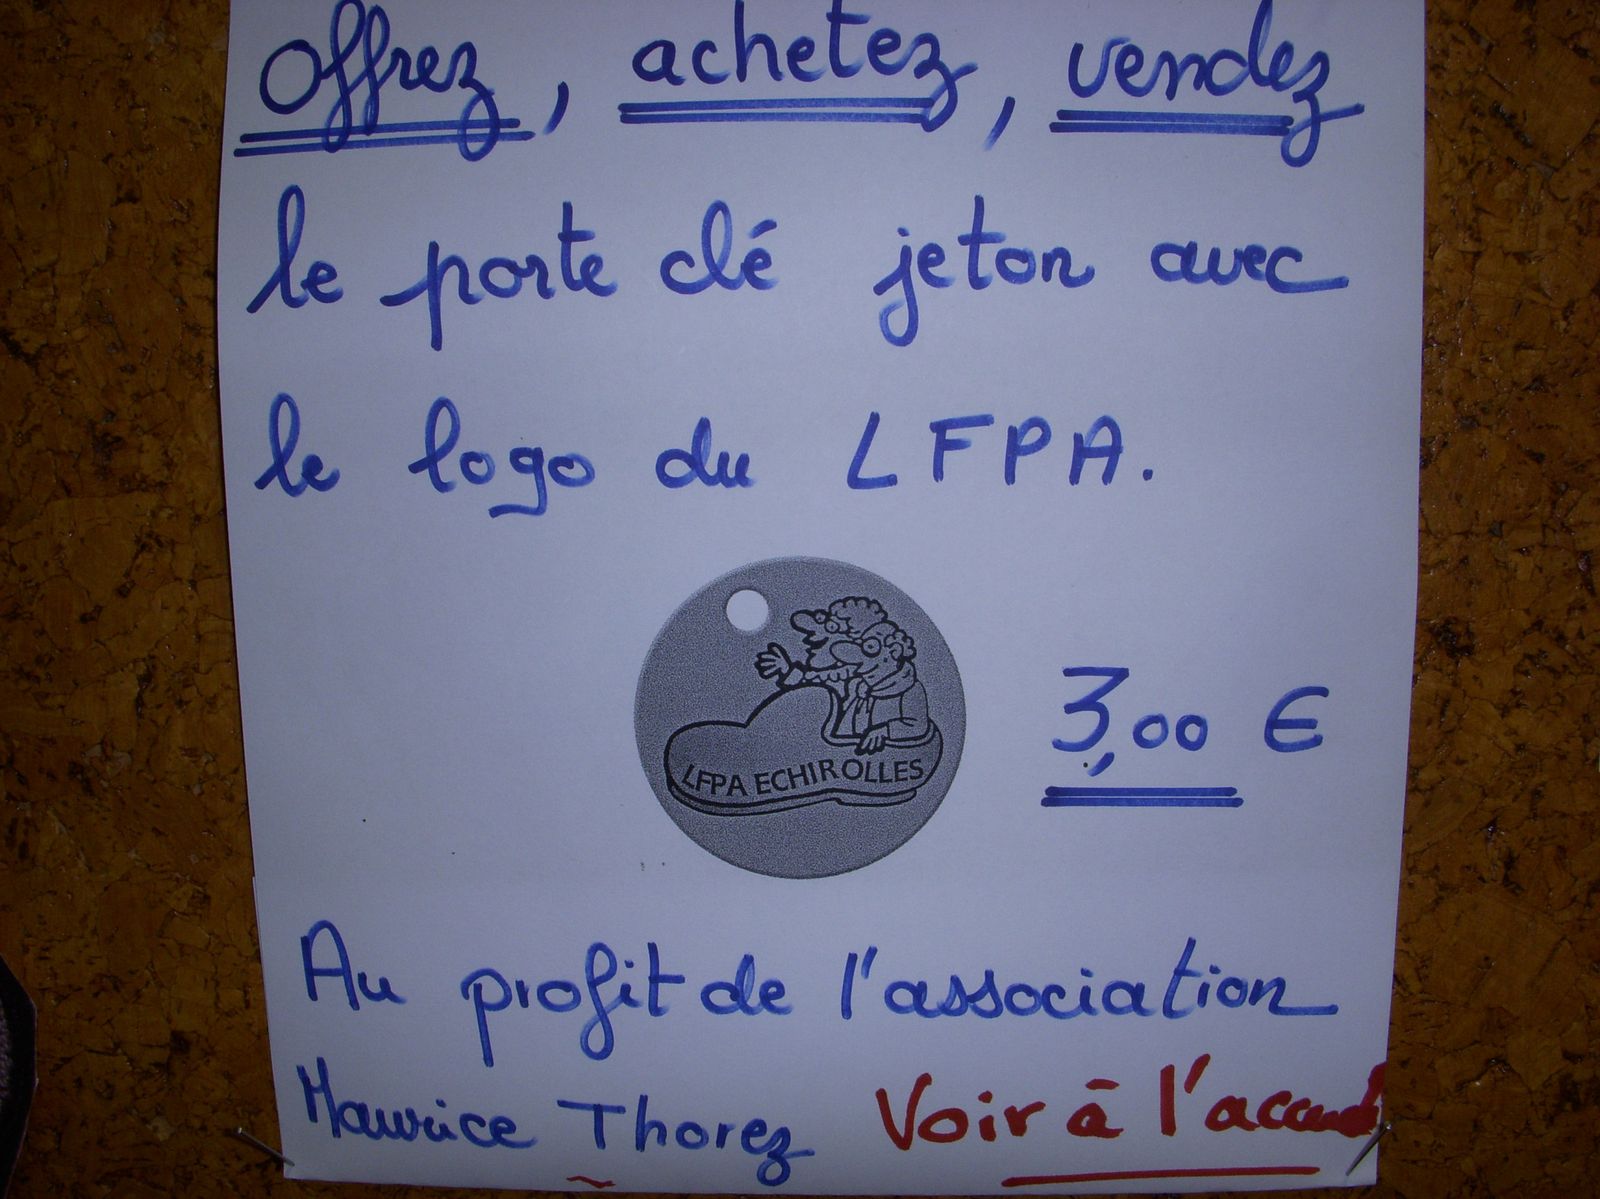 Offrez, achetez, vendez
le porte clé jeton avec
le logo du LFPA.
LFPA ECHIROLLES
3,00 €
Au profit de l'association
Maurice Thorez Voir à l'accueil